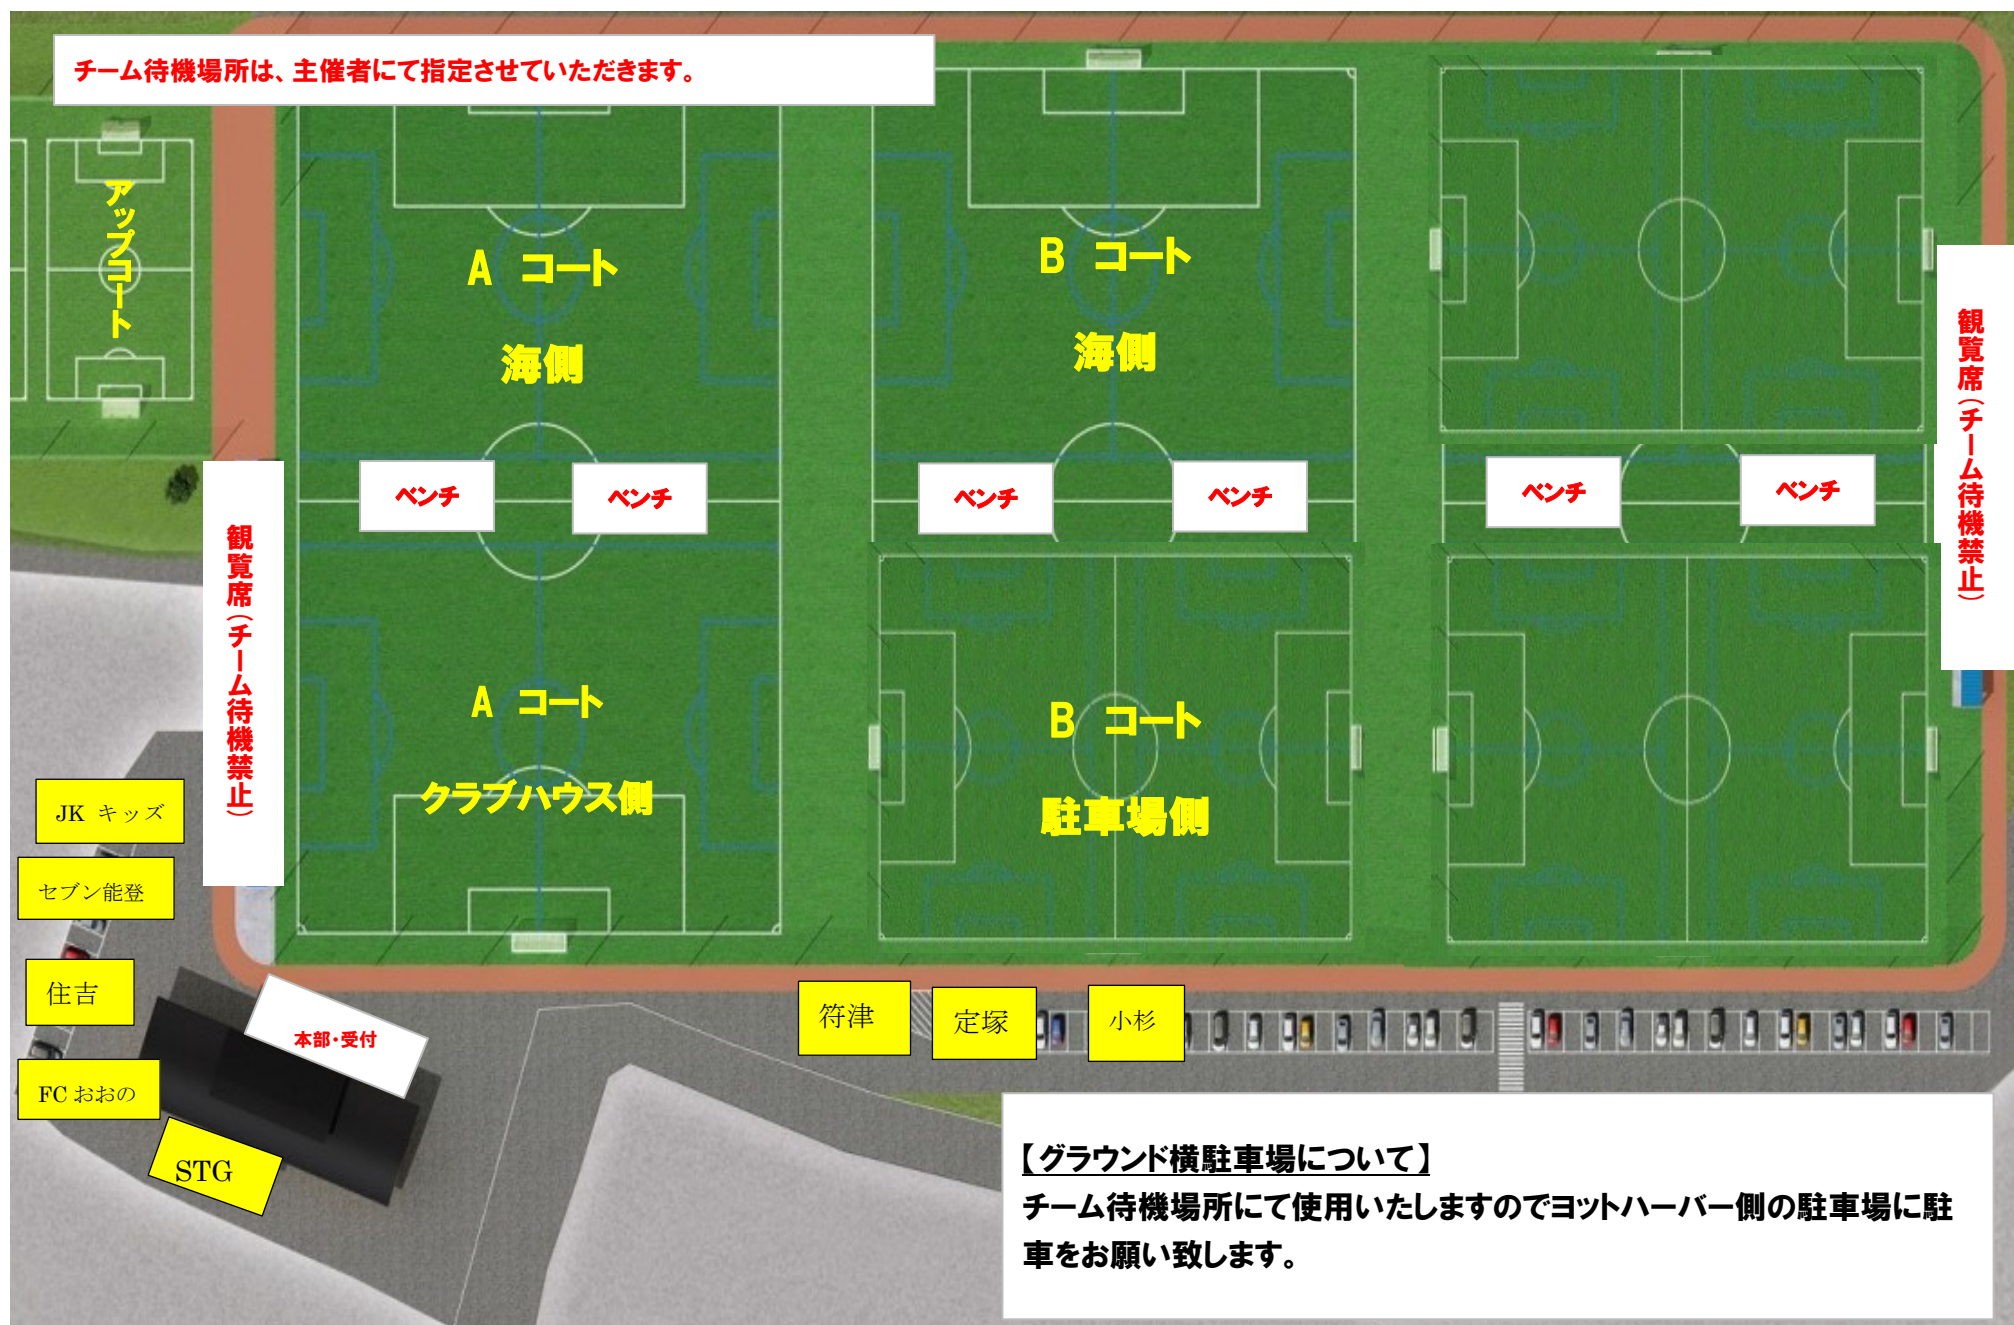 チーム待機場所は、主催者にて指定させていただきます。
アップコート
A コート
海側
B コート
海側
観覧席(チーム待機禁止)
ベンチ
ベンチ
ベンチ
ベンチ
ベンチ
ベンチ
観覧席(チーム待機禁止)
A コート
クラブハウス側
B コート
駐車場側
JK キッズ
セブン能登
住吉
FC おおの
STG
本部・受付
符津
定塚
小杉
【グラウンド横駐車場について】
チーム待機場所にて使用いたしますのでヨットハーバー側の駐車場に駐
車をお願い致します。